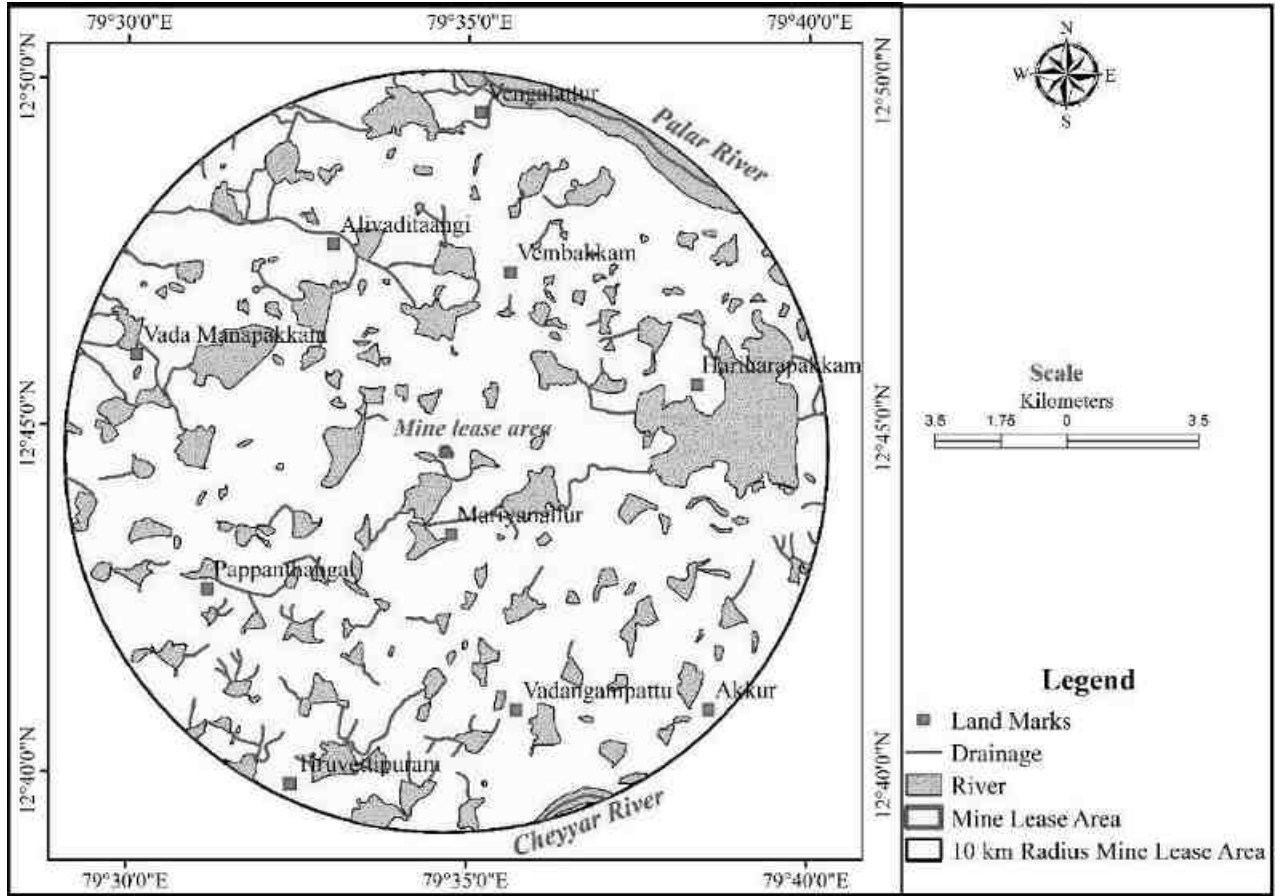 79°30'0"E 79°35'0"E 79°40'0"E
12°50'0"N
12°50'0"N
N
W E
S
Vengalattur
Palar River
Alivaditaangi
Vembakkam
Vada Manapakkam
Hariharapakkam
Scale
Kilometers
3.5 1.75 0 3.5
12°45'0"N
12°45'0"N
Mine lease area
Mariyanallur
Pappanthangal
Vadangampattu
Akkur
Legend
Land Marks
Drainage
River
Mine Lease Area
10 km Radius Mine Lease Area
12°40'0"N
12°40'0"N
Tiruvettipuram
Cheyyar River
79°30'0"E 79°35'0"E 79°40'0"E